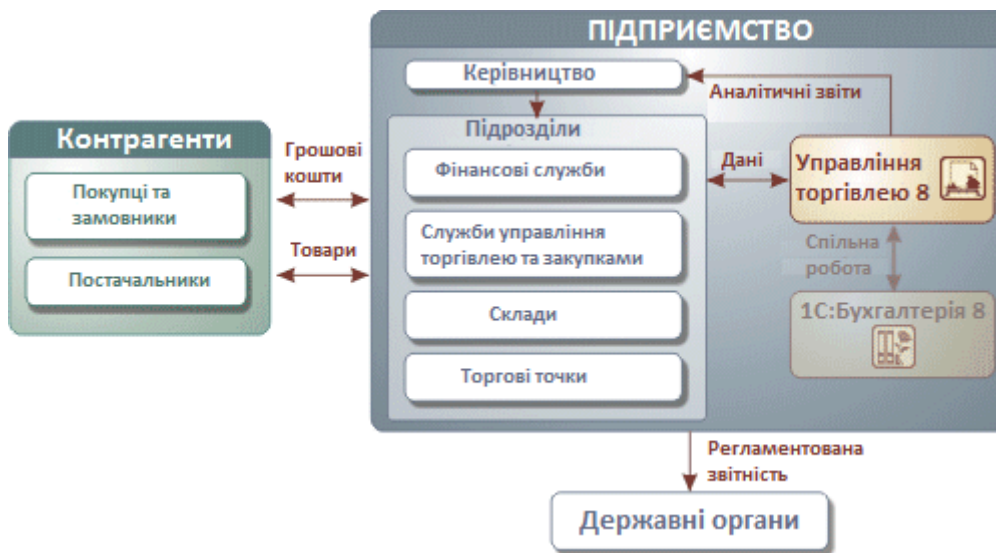 ПІДПРИЄМСТВО
Керівництво
Аналітичні звіти
Контрагенти
Покупці та
замовники
Постачальники
Грошові
кошти
Товари
Підрозділи
Фінансові служби
Служби управління
торгівлею та закупками
Склади
Торгові точки
Дані
Управління
торгівлею 8
Спільна
робота
1С:Бухгалтерія 8
Регламентована
звітність
Державні органи